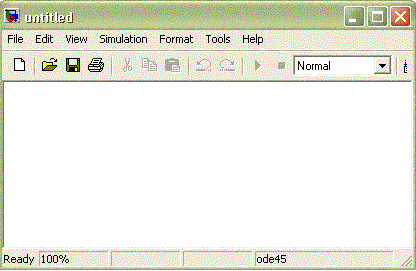 untitled
File Edit View Simulation Format Tools Help
Normal
Ready 100% ode45